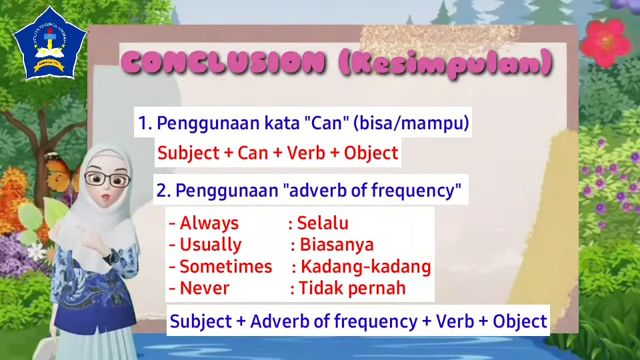 CONCLUSION (Kesimpulan)
1. Penggunaan kata "Can" (bisa/mampu)
Subject + Can + Verb + Object
2. Penggunaan "adverb of frequency"
- Always : Selalu
- Usually : Biasanya
- Sometimes : Kadang-kadang
- Never : Tidak pernah
Subject + Adverb of frequency + Verb + Object